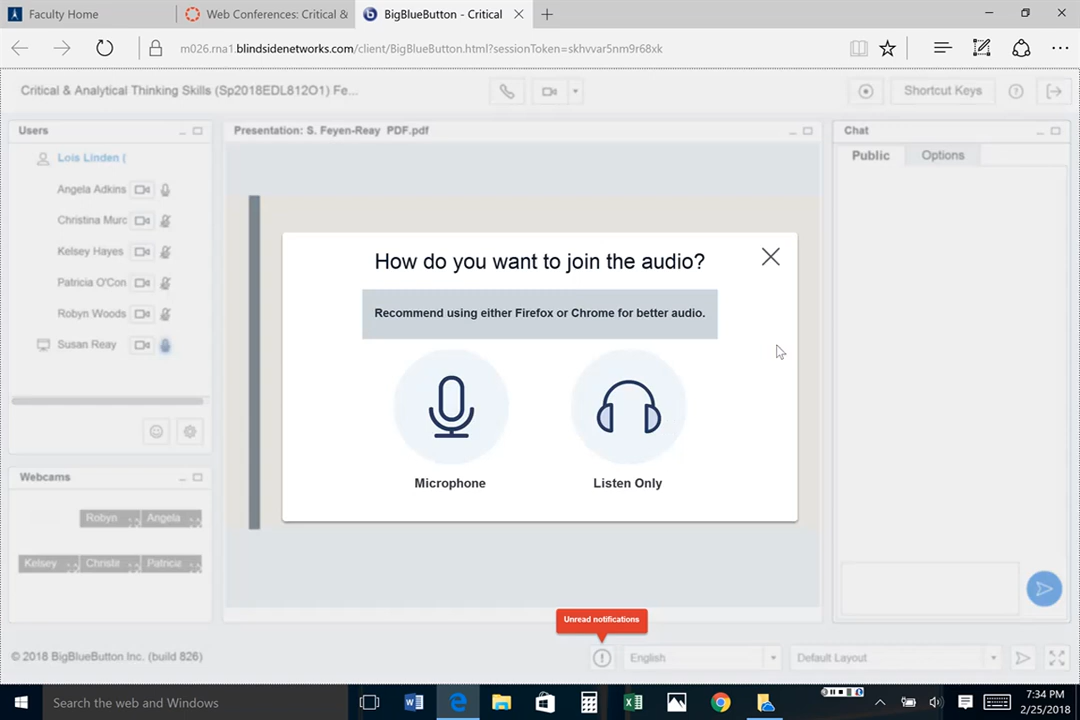 Faculty Home
Web Conferences: Critical &
BigBlueButton - Critical
m026.rna1.blindsidenetworks.com/client/BigBlueButton.html?sessionToken=skhvvar5nm9r68xk
Critical & Analytical Thinking Skills (Sp2018EDL812O1) Fe...
Shortcut Keys
Users
Lois Linden (
Angela Adkins
Christina Murc
Kelsey Hayes
Patricia O'Con
Robyn Woods
Susan Reay
Webcams
Robyn
Angela
Kelsey
Christi
Patricia
Presentation: S. Feyen-Reay PDF.pdf
How do you want to join the audio?
Recommend using either Firefox or Chrome for better audio.
Microphone
Listen Only
Chat
Public
Options
Unread notifications
© 2018 BigBlueButton Inc. (build 826)
English
Default Layout
Search the web and Windows
7:34 PM
2/25/2018